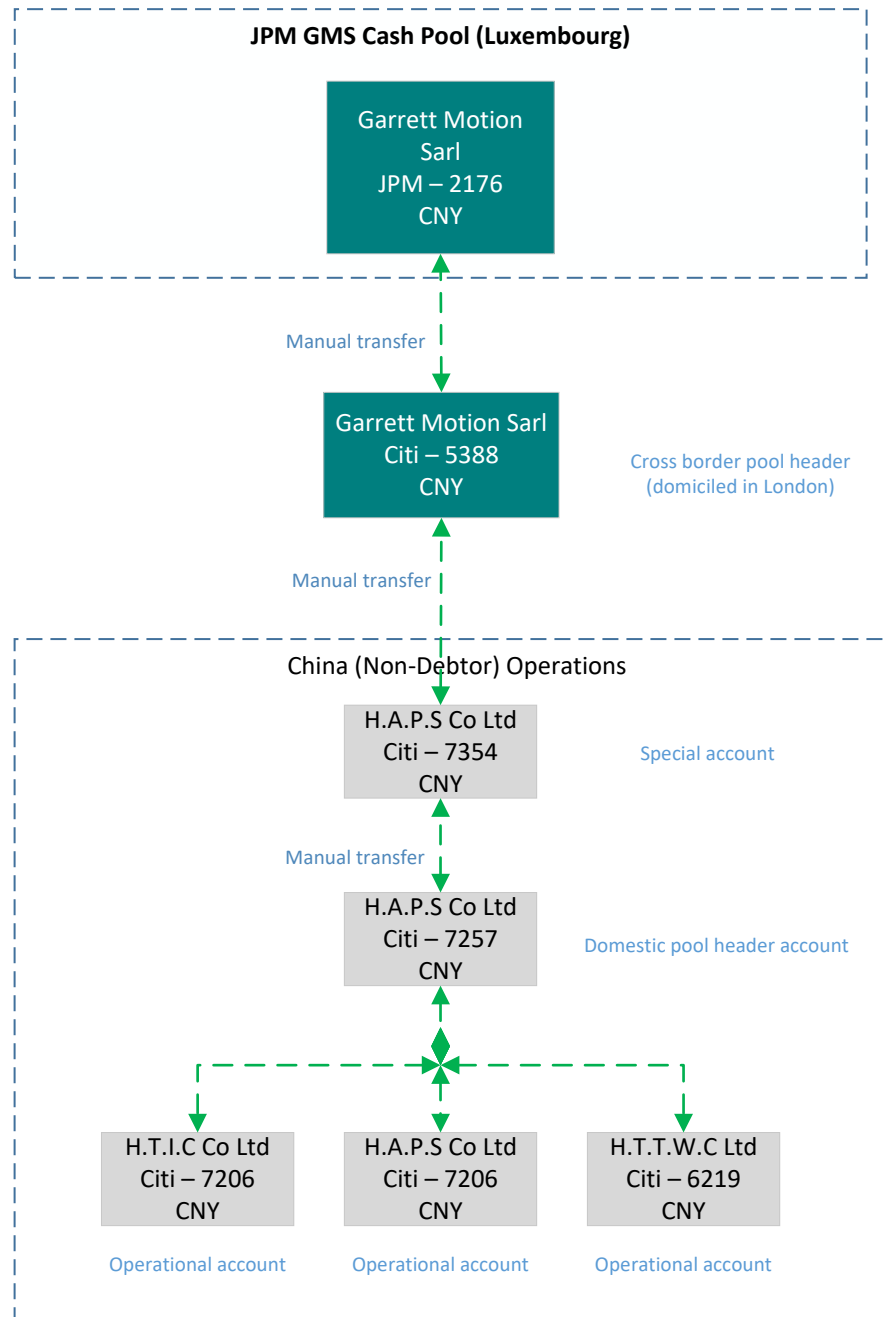 JPM GMS Cash Pool (Luxembourg)
Garrett Motion
Sarl
JPM – 2176
CNY
Manual transfer
Garrett Motion Sarl
Citi – 5388
CNY
Cross border pool header
(domiciled in London)
Manual transfer
China (Non-Debtor) Operations
H.A.P.S Co Ltd
Citi – 7354
CNY
Special account
Manual transfer
H.A.P.S Co Ltd
Citi – 7257
CNY
Domestic pool header account
H.T.I.C Co Ltd
Citi – 7206
CNY
H.A.P.S Co Ltd
Citi – 7206
CNY
H.T.T.W.C Ltd
Citi – 6219
CNY
Operational account
Operational account
Operational account